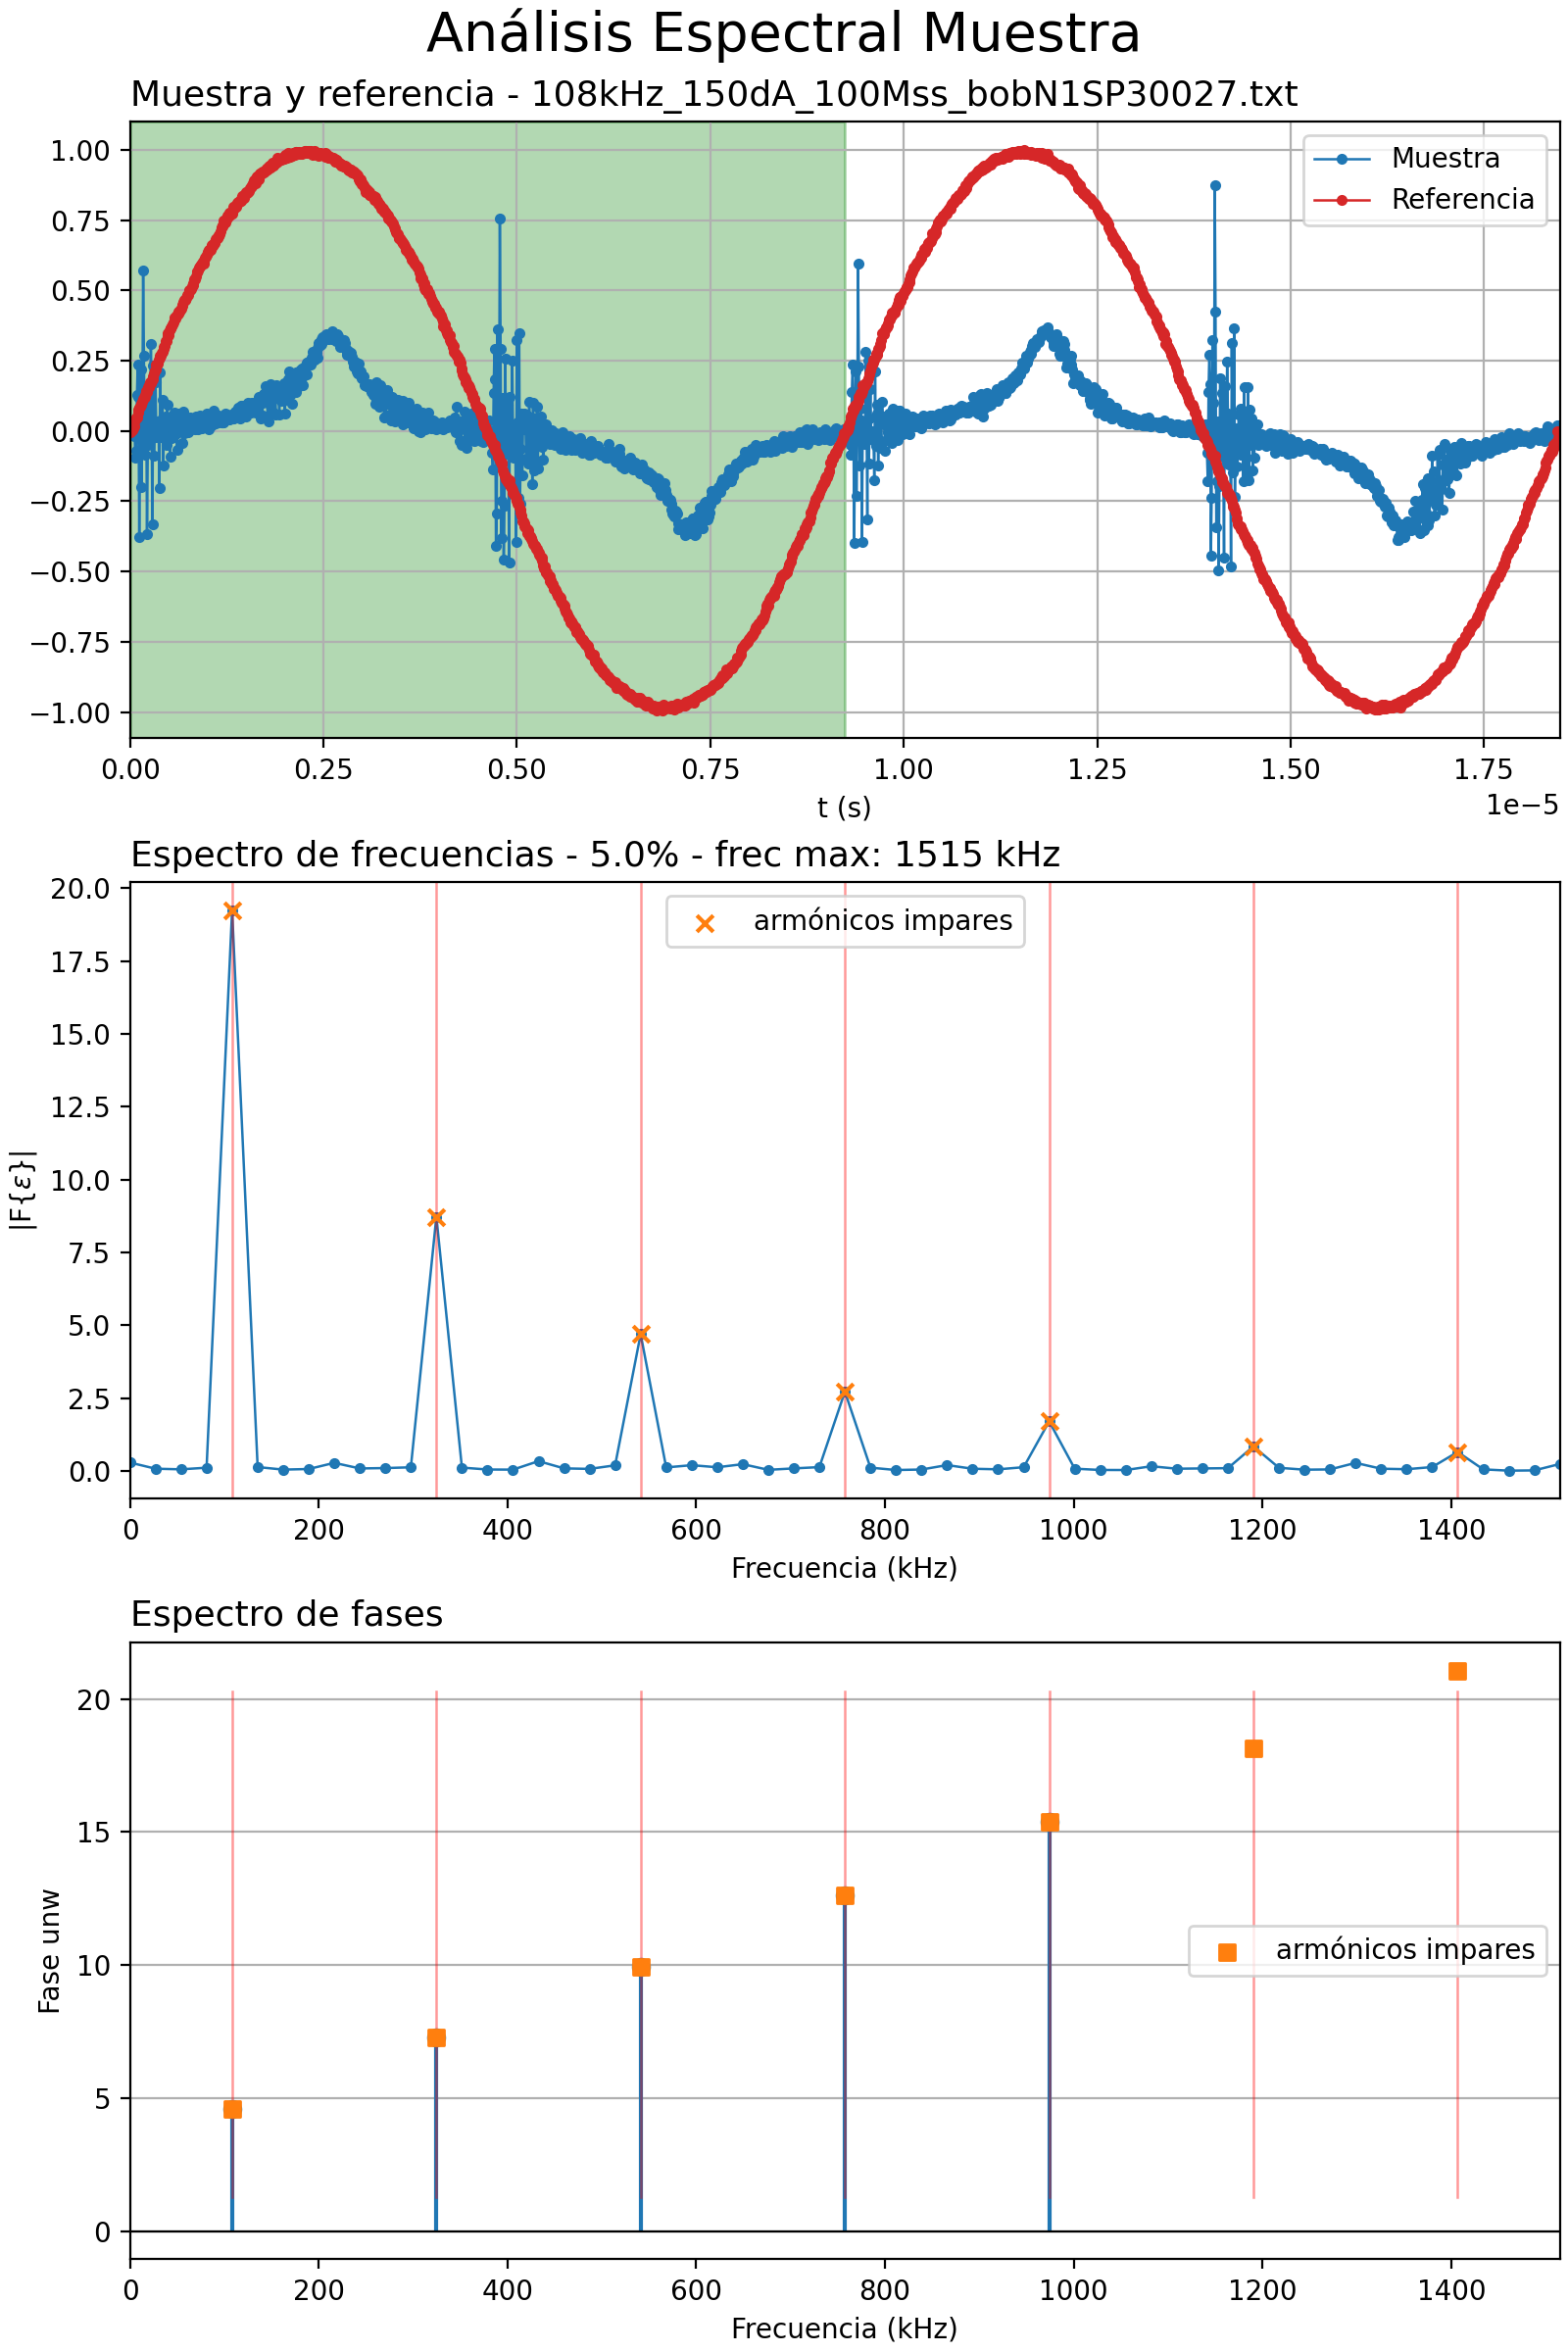 Análisis Espectral Muestra
Muestra y referencia - 108kHz_150dA_100Mss_bobN1SP30027.txt
1.00
0.75
0.50
0.25
0.00
−0.25
−0.50
−0.75
−1.00
Muestra
Referencia
0.00 0.25 0.50 0.75 1.00 1.25 1.50 1.75
1e−5
t (s)
Espectro de frecuencias - 5.0% - frec max: 1515 kHz
20.0
17.5
15.0
12.5
10.0
7.5
5.0
2.5
0.0
|F{ε}|
armónicos impares
0 200 400 600 800 1000 1200 1400
Frecuencia (kHz)
Espectro de fases
20
15
10
5
0
Fase unw
armónicos impares
0 200 400 600 800 1000 1200 1400
Frecuencia (kHz)